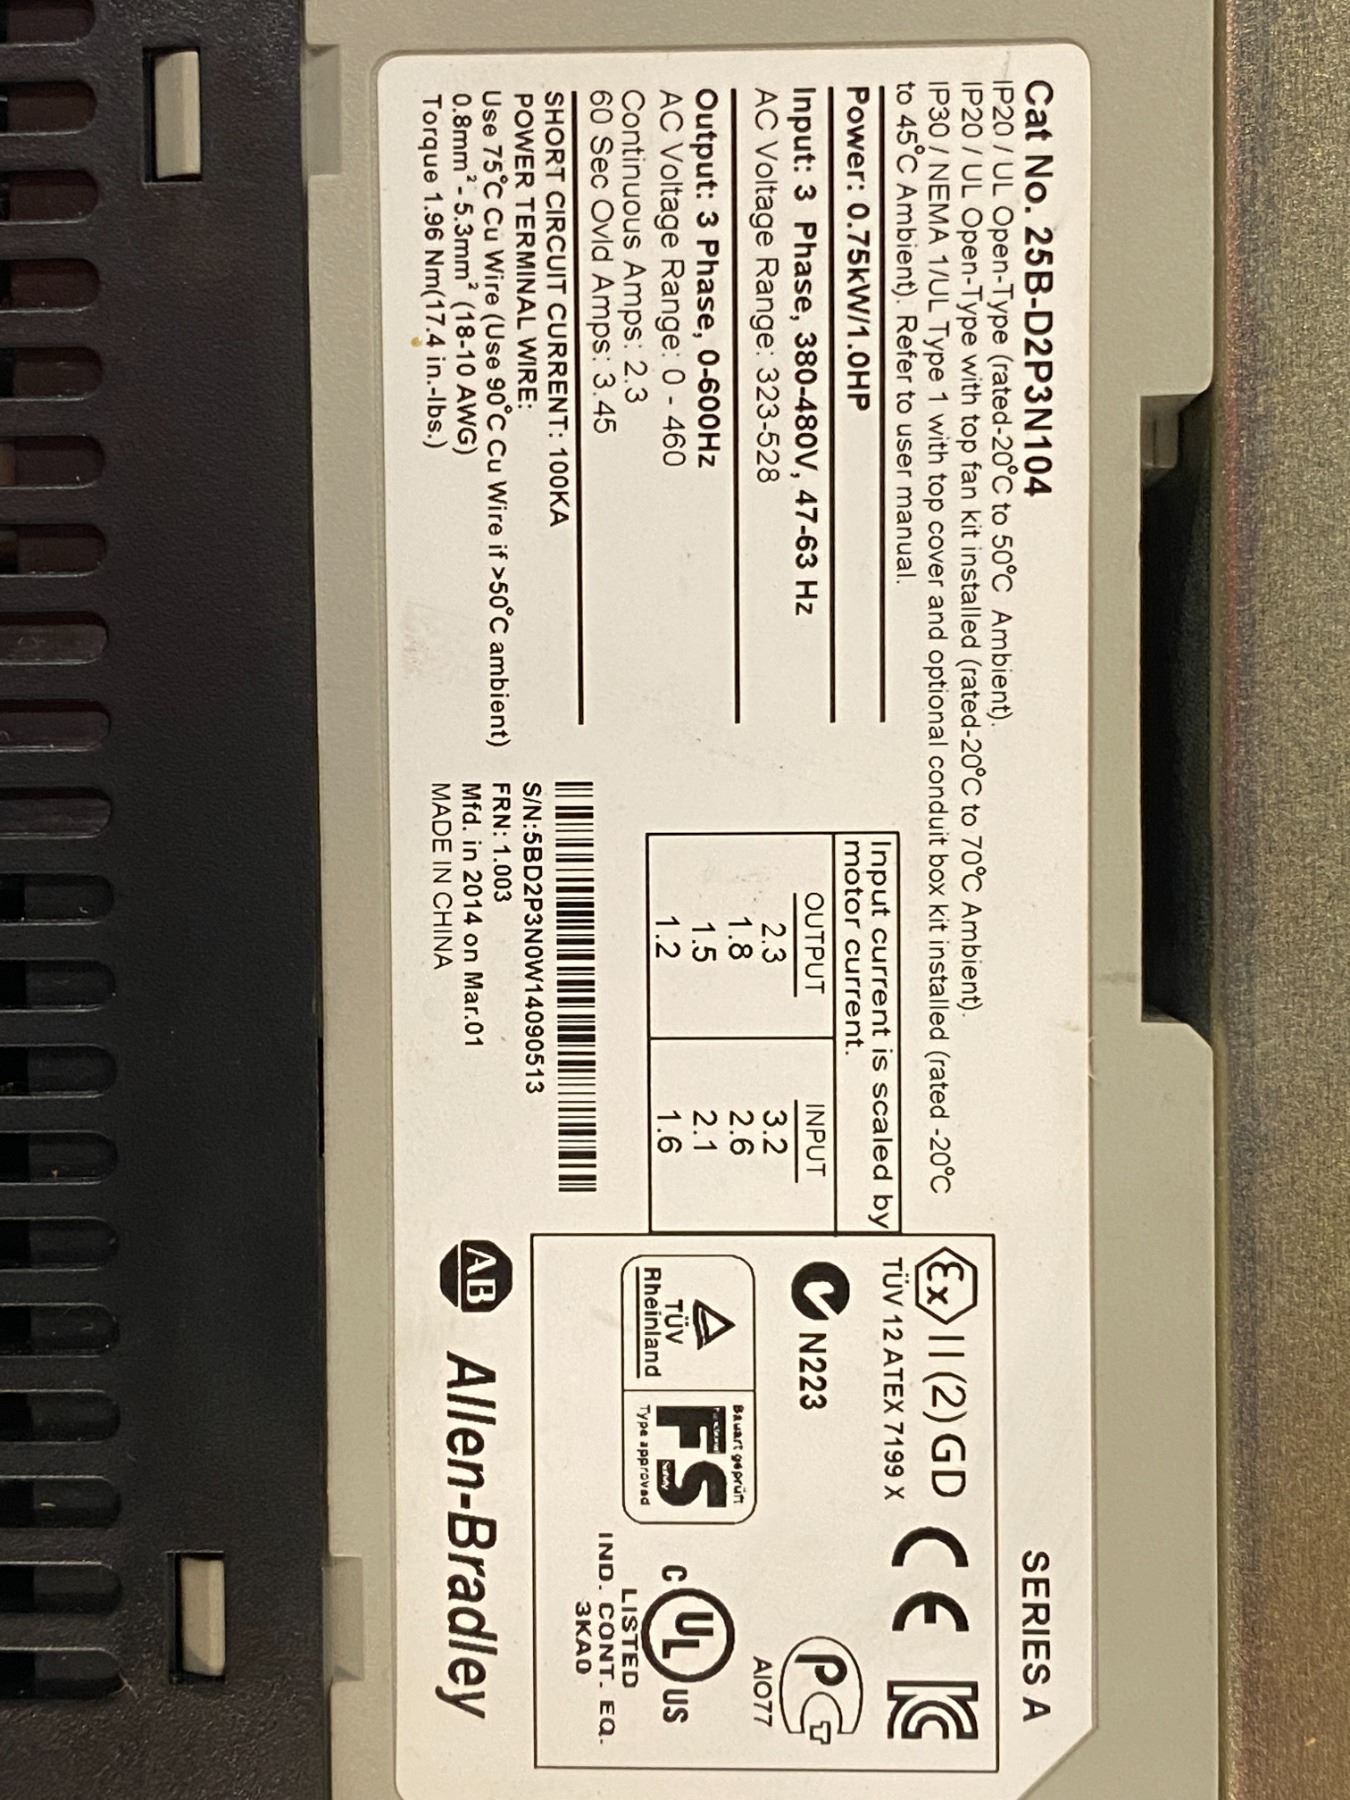 Cat No. 25B-D2P3N104
SERIES A
IP20 / UL Open-Type (rated-20°C to 50°C Ambient).
IP20 / UL Open-Type with top fan kit installed (rated-20°C to 70°C Ambient).
IP30 / NEMA 1/UL Type 1 with top cover and optional conduit box kit installed (rated -20°C
to 45°C Ambient). Refer to user manual.
Power: 0.75kW/1.0HP
Input: 3 Phase, 380-480V, 47-63 Hz
AC Voltage Range: 323-528
Output: 3 Phase, 0-600Hz
AC Voltage Range: 0 - 460
Continuous Amps: 2.3
60 Sec Ovld Amps: 3.45
SHORT CIRCUIT CURRENT: 100KA
POWER TERMINAL WIRE:
Use 75°C Cu Wire (Use 90°C Cu Wire if >50°C ambient)
0.8mm² - 5.3mm² (18-10 AWG)
Torque 1.96 Nm(17.4 in.-lbs.)
Input current is scaled by
motor current.
OUTPUT INPUT
2.3 3.2
1.8 2.6
1.5 2.1
1.2 1.6
S/N:5BD2P3N0W14090513
FRN: 1.003
Mfd. in 2014 on Mar.01
MADE IN CHINA
Ex II (2) GD
TÜV 12 ATEX 7199 X
CE
KC
N223
PCT
AIO77
TÜV
Rheinland
Bauart geprüft
FS
Type approved
C UL US
LISTED
IND. CONT. EQ.
3KA0
AB Allen-Bradley